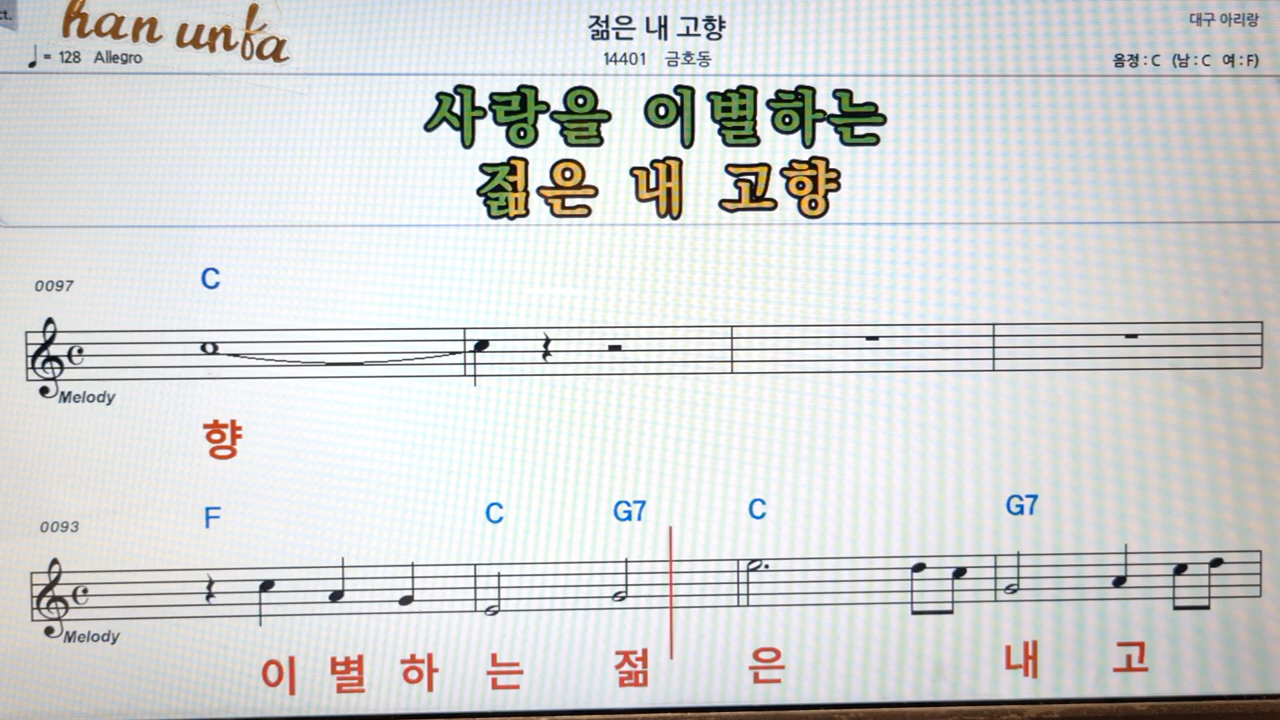 ct.
han unfa
젊은 내 고향
대구 아리랑
♩= 128 Allegro
14401 금호동
음정 : C (남 : C 여 : F)
사랑을 이별하는
젊은 내 고향
0097
C
Melody
향
0093
F C G7 C G7
Melody
이 별 하 는 젊 은 내 고